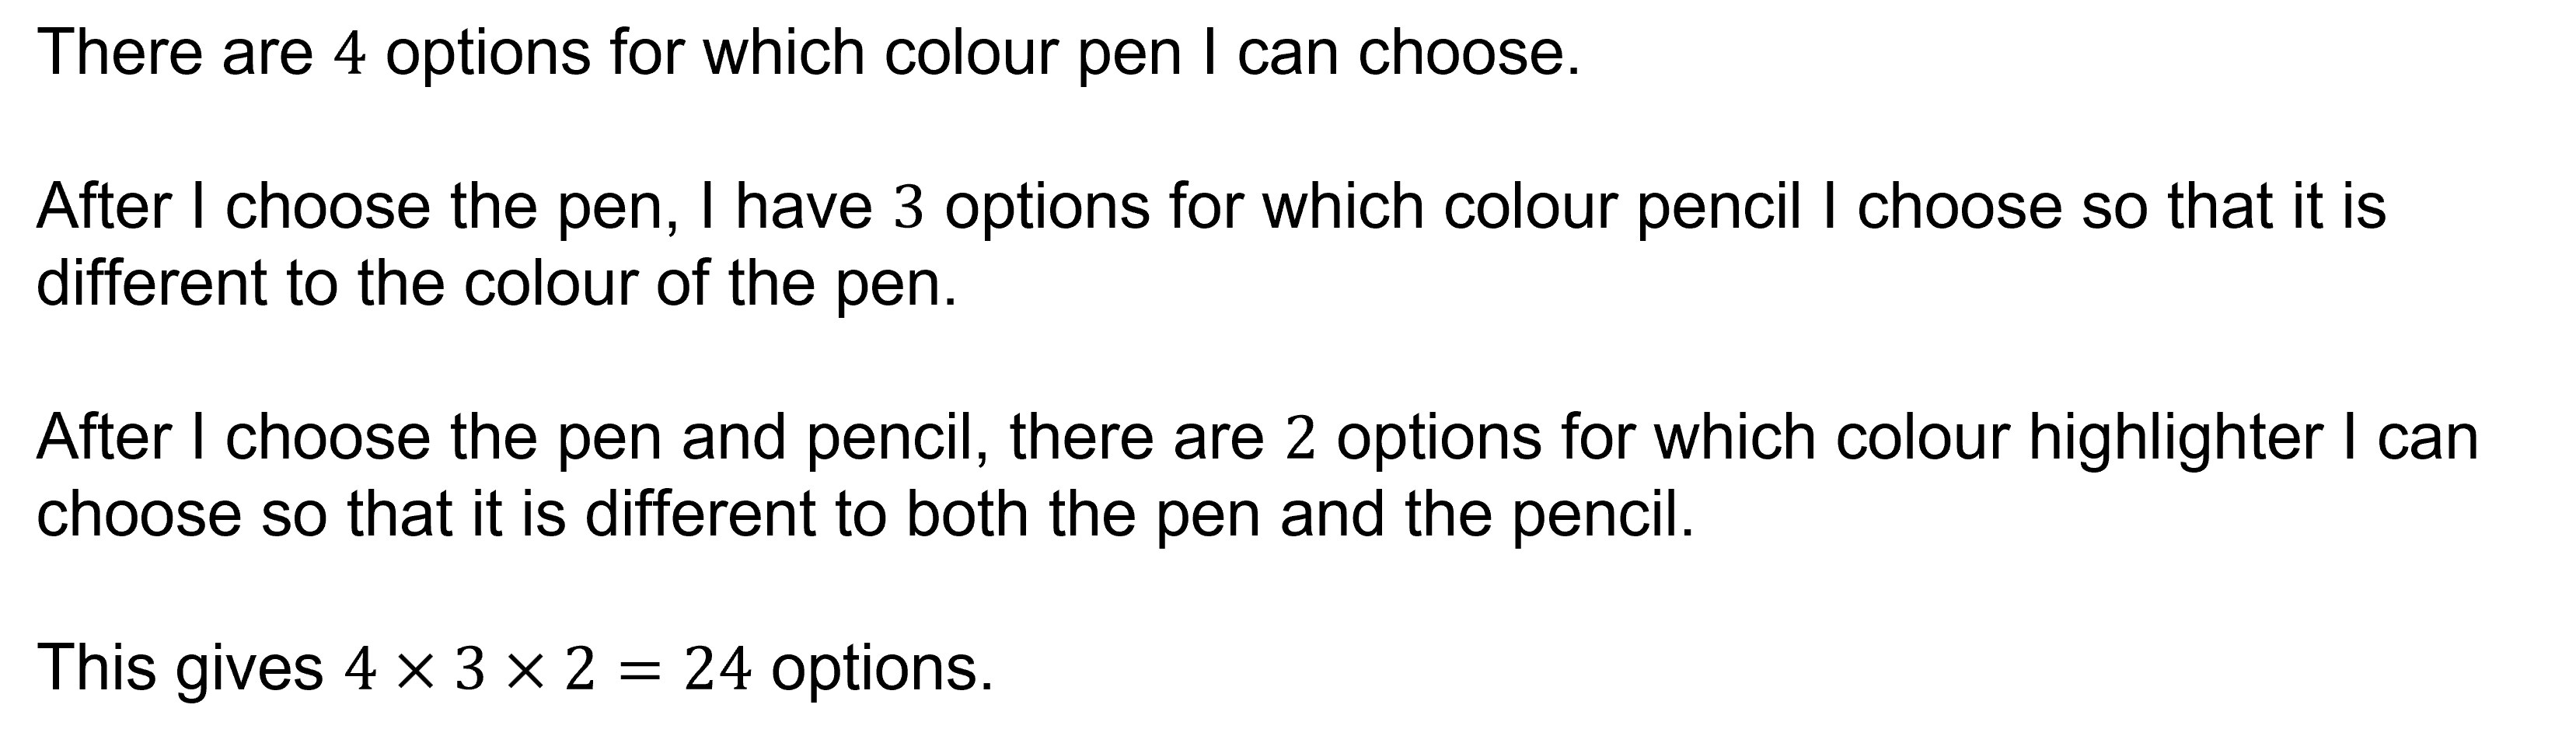 There are 4 options for which colour pen I can choose.
After I choose the pen, I have 3 options for which colour pencil I choose so that it is
different to the colour of the pen.
After I choose the pen and pencil, there are 2 options for which colour highlighter I can
choose so that it is different to both the pen and the pencil.
This gives 4 × 3 × 2 = 24 options.